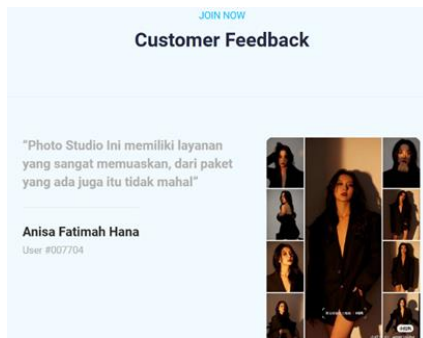 JOIN NOW
Customer Feedback
"Photo Studio Ini memiliki layanan
yang sangat memuaskan, dari paket
yang ada juga itu tidak mahal"
Anisa Fatimah Hana
User #007704